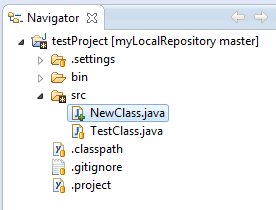 Navigator
testProject [myLocalRepository master]
.settings
bin
src
NewClass.java
TestClass.java
.classpath
.gitignore
.project